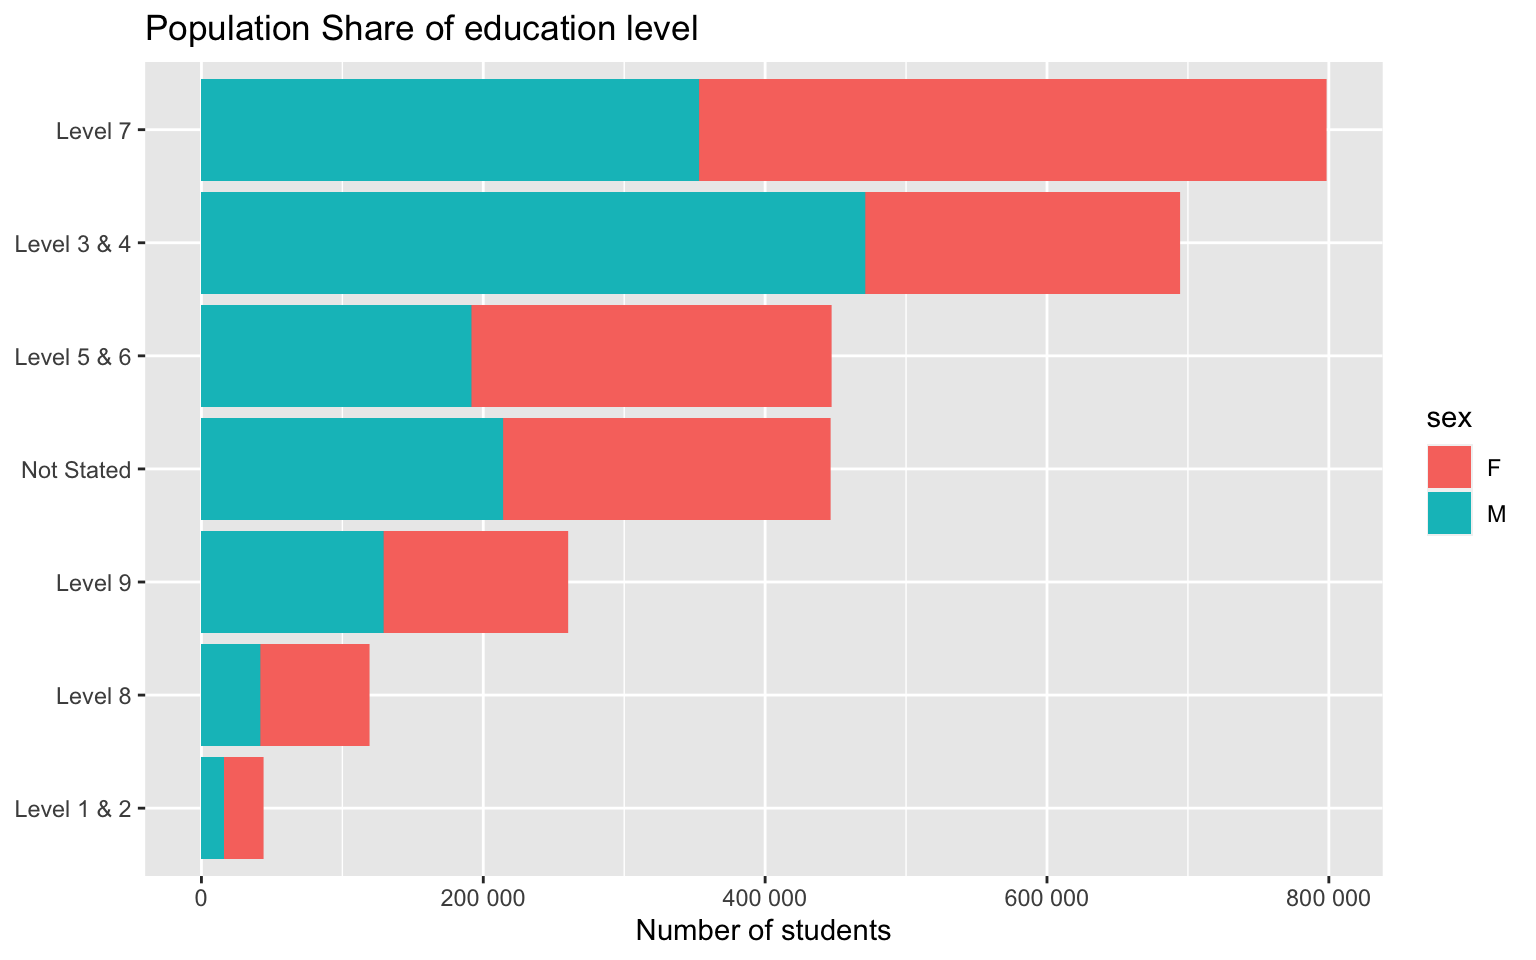 Population Share of education level
Level 7
Level 3 & 4
Level 5 & 6
Not Stated
Level 9
Level 8
Level 1 & 2
0 200 000 400 000 600 000 800 000
Number of students
sex
F
M